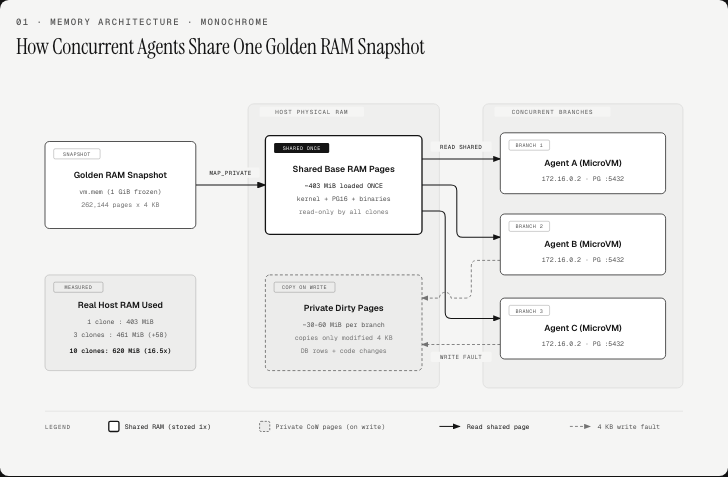 01 · MEMORY ARCHITECTURE · MONOCHROME
How Concurrent Agents Share One Golden RAM Snapshot
HOST PHYSICAL RAM
CONCURRENT BRANCHES
SNAPSHOT
Golden RAM Snapshot
vm.mem (1 GiB frozen)
262,144 pages x 4 KB
MAP_PRIVATE
SHARED ONCE
Shared Base RAM Pages
~403 MiB loaded ONCE
kernel + PG16 + binaries
read-only by all clones
READ SHARED
BRANCH 1
Agent A (MicroVM)
172.16.0.2 · PG :5432
BRANCH 2
Agent B (MicroVM)
172.16.0.2 · PG :5432
MEASURED
Real Host RAM Used
1 clone : 403 MiB
3 clones : 461 MiB (+58)
10 clones: 620 MiB (16.5x)
COPY ON WRITE
Private Dirty Pages
~30-60 MiB per branch
copies only modified 4 KB
DB rows + code changes
WRITE FAULT
BRANCH 3
Agent C (MicroVM)
172.16.0.2 · PG :5432
LEGEND
Shared RAM (stored 1x)
Private CoW pages (on write)
Read shared page
4 KB write fault